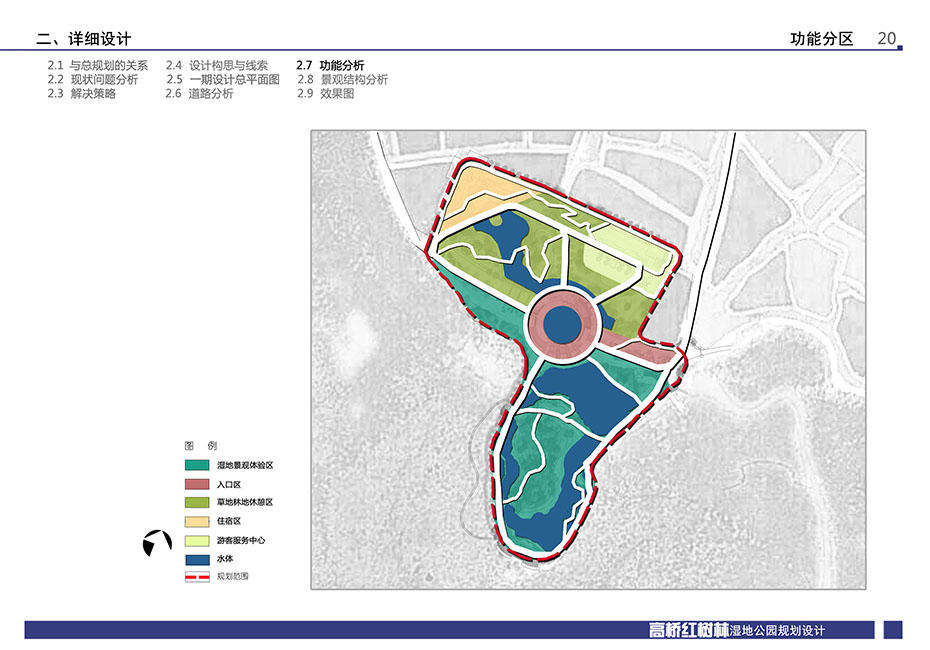 二、详细设计
功能分区 20
2.1 与总规划的关系 2.4 设计构思与线索 2.7 功能分析
2.2 现状问题分析 2.5 一期设计总平面图 2.8 景观结构分析
2.3 解决策略 2.6 道路分析 2.9 效果图
图 例
湿地景观体验区
入口区
草地林地休憩区
住宿区
游客服务中心
水体
规划范围
高桥红树林湿地公园规划设计